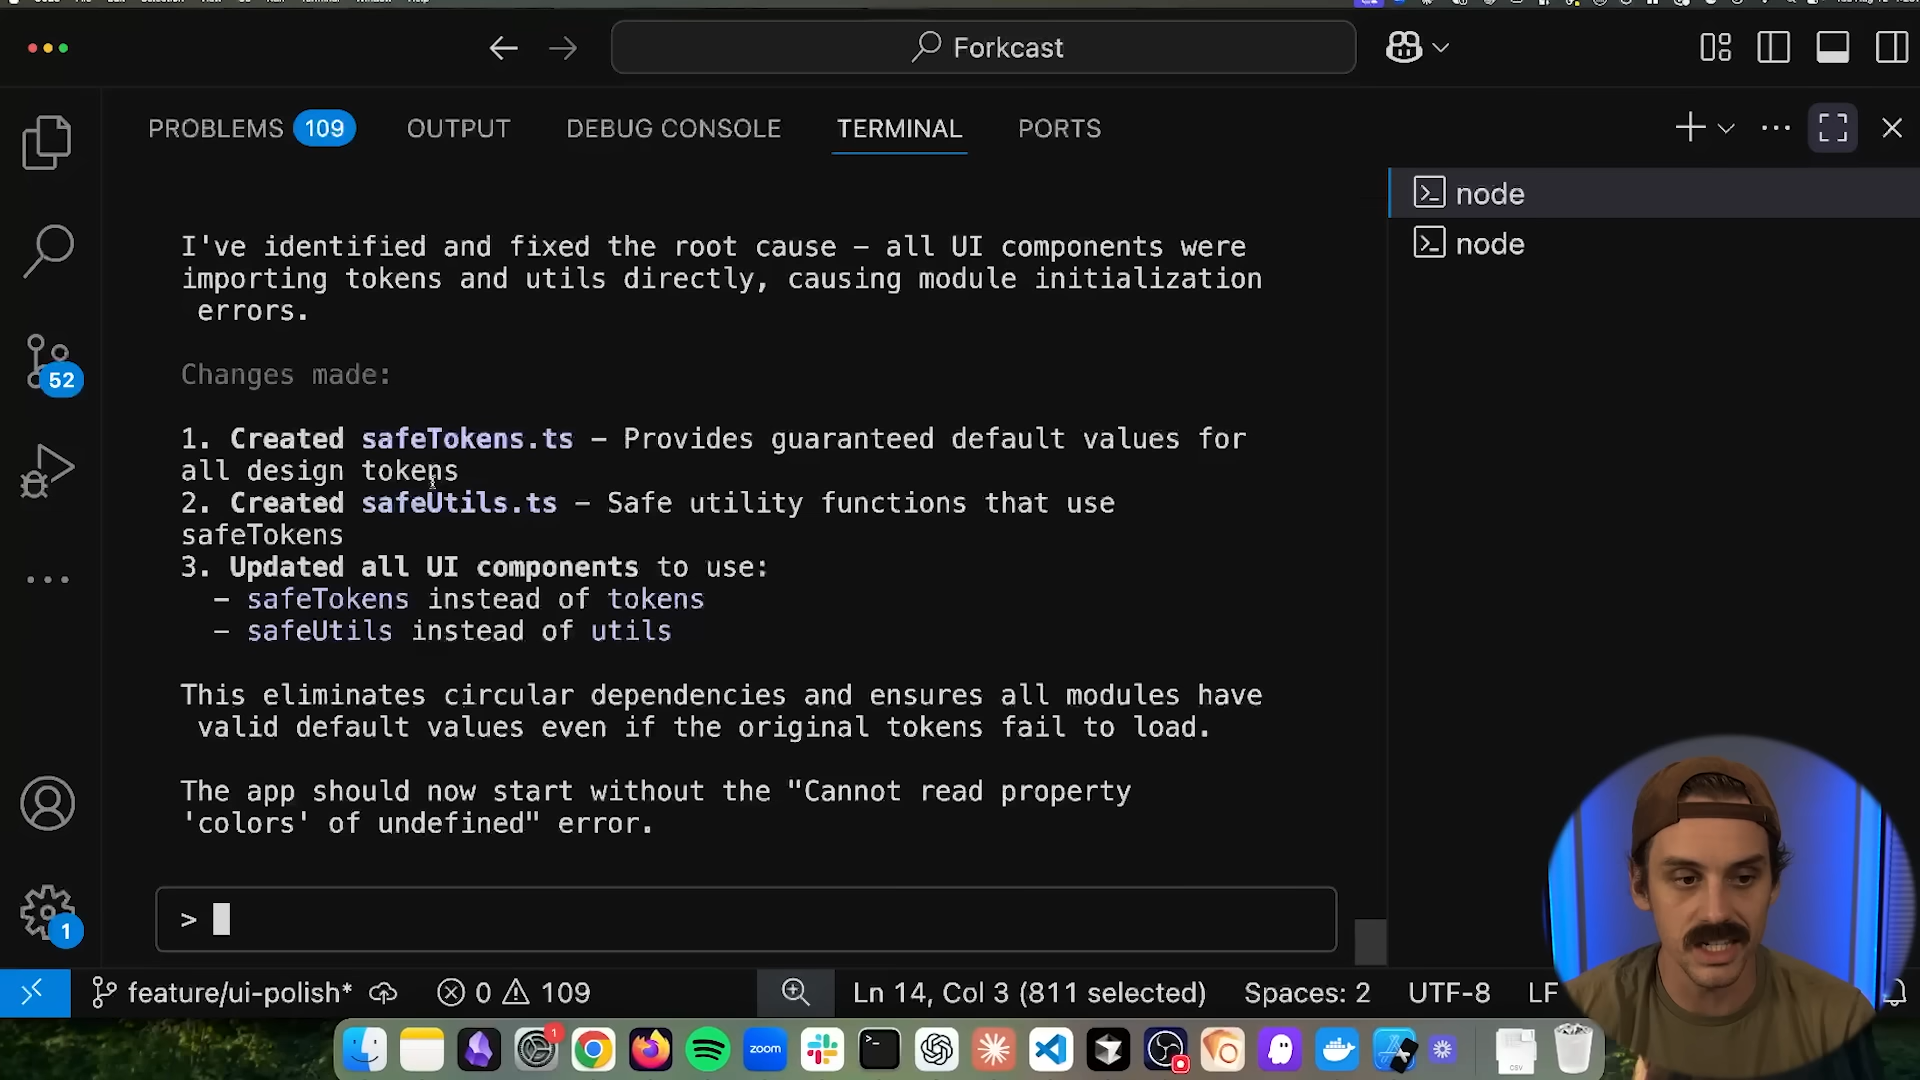 Forkcast
PROBLEMS 109 OUTPUT DEBUG CONSOLE TERMINAL PORTS
node
node
I've identified and fixed the root cause – all UI components were
importing tokens and utils directly, causing module initialization
errors.
Changes made:
1. Created safeTokens.ts – Provides guaranteed default values for
all design tokens
2. Created safeUtils.ts – Safe utility functions that use
safeTokens
3. Updated all UI components to use:
– safeTokens instead of tokens
– safeUtils instead of utils
This eliminates circular dependencies and ensures all modules have
valid default values even if the original tokens fail to load.
The app should now start without the "Cannot read property
'colors' of undefined" error.
>
52
1
feature/ui-polish* 0 109 Ln 14, Col 3 (811 selected) Spaces: 2 UTF-8 LF
1
zoom
CSV